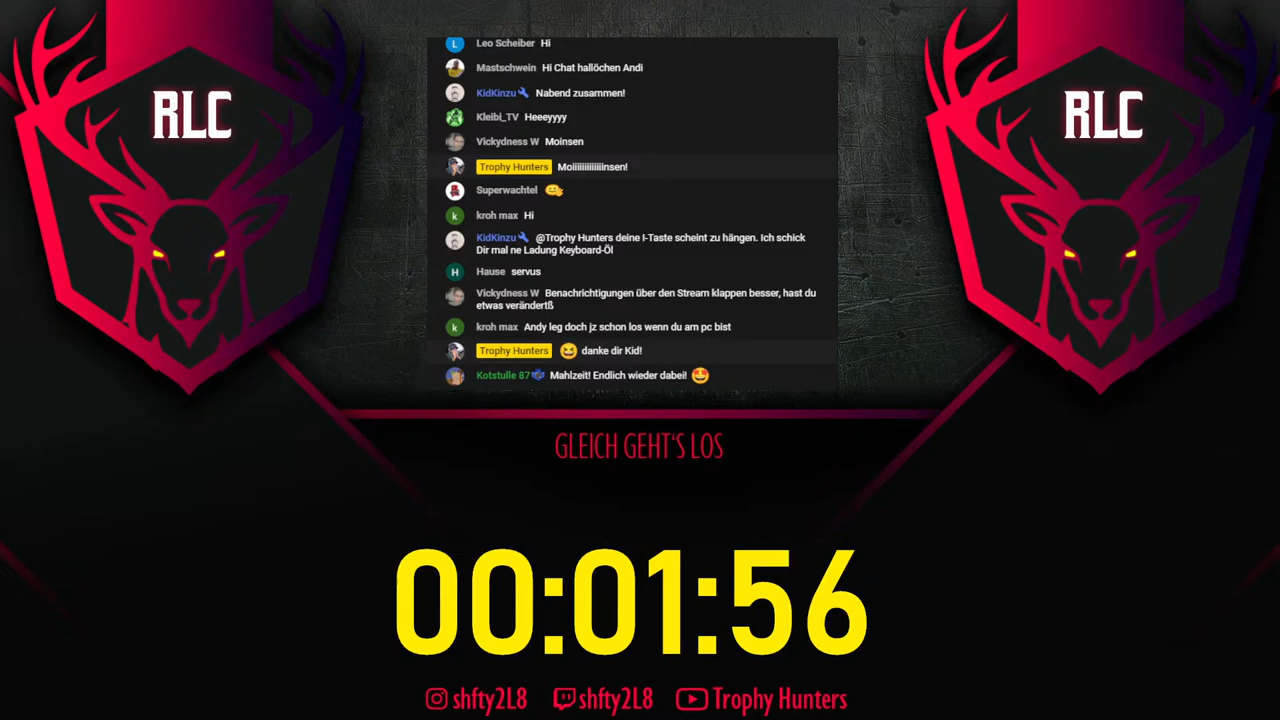 RLC
RLC
Leo Scheiber Hi
Mastschwein Hi Chat hallöchen Andi
KidKinzu Nabend zusammen!
Kleibi_TV Heeeyyyy
Vickydness W Moinsen
Trophy Hunters Moiiiiiiiiiiiiinsen!
Superwachtel
k kroh max Hi
KidKinzu @Trophy Hunters deine I-Taste scheint zu hängen. Ich schick
Dir mal ne Ladung Keyboard-Öl
H Hause servus
Vickydness W Benachrichtigungen über den Stream klappen besser, hast du
etwas verändertß
k kroh max Andy leg doch jz schon los wenn du am pc bist
Trophy Hunters danke dir Kid!
Kotstulle 87 Mahlzeit! Endlich wieder dabei!
GLEICH GEHT'S LOS
00:01:56
shfty2L8 shfty2L8 Trophy Hunters